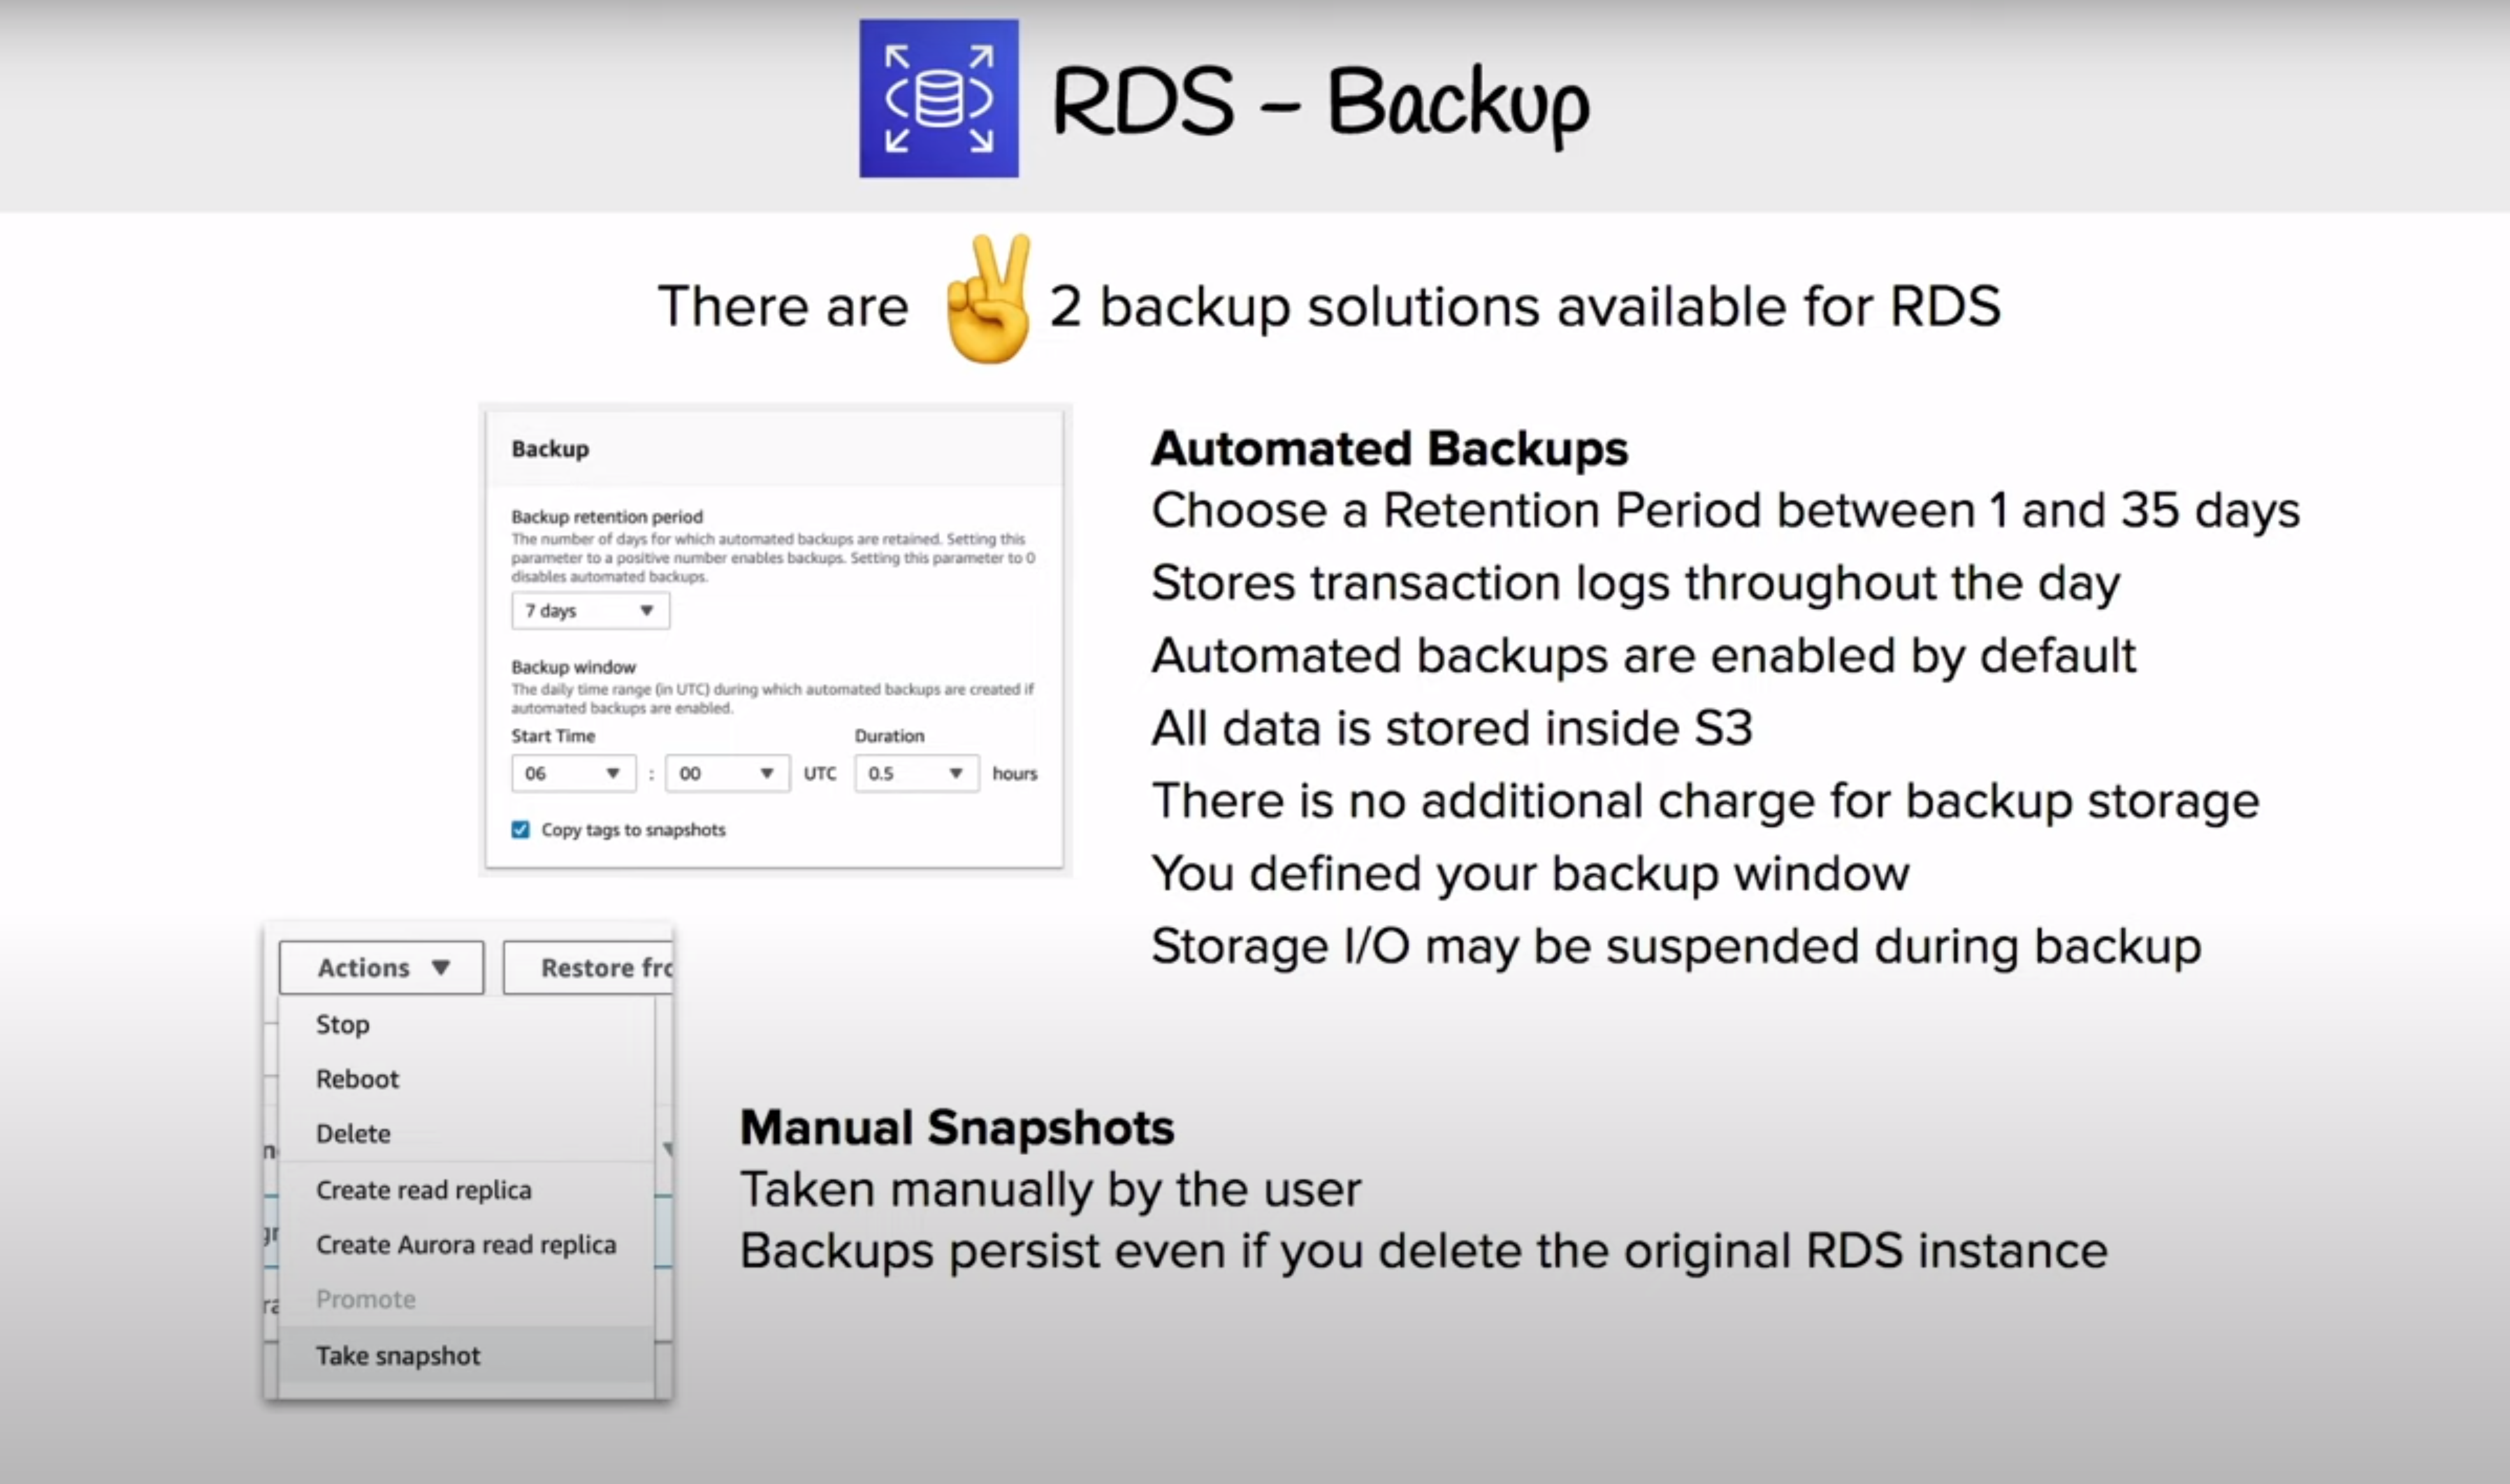 RDS - Backup
There are ✌️ 2 backup solutions available for RDS
Backup
Backup retention period
The number of days for which automated backups are retained. Setting this
parameter to a positive number enables backups. Setting this parameter to 0
disables automated backups.
7 days
Backup window
The daily time range (in UTC) during which automated backups are created if
automated backups are enabled.
Start Time Duration
06 : 00 UTC 0.5 hours
Copy tags to snapshots
Automated Backups
Choose a Retention Period between 1 and 35 days
Stores transaction logs throughout the day
Automated backups are enabled by default
All data is stored inside S3
There is no additional charge for backup storage
You defined your backup window
Storage I/O may be suspended during backup
Actions Restore fro
Stop
Reboot
Delete
Create read replica
Create Aurora read replica
Promote
Take snapshot
Manual Snapshots
Taken manually by the user
Backups persist even if you delete the original RDS instance